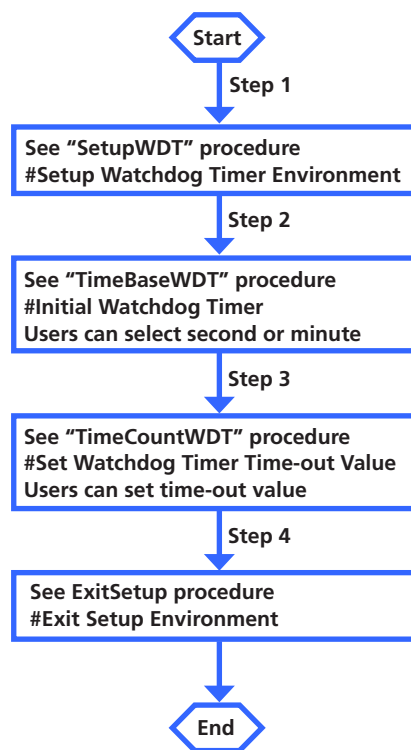 Start
Step 1
See “SetupWDT” procedure
#Setup Watchdog Timer Environment
Step 2
See “TimeBaseWDT” procedure
#Initial Watchdog Timer
Users can select second or minute
Step 3
See “TimeCountWDT” procedure
#Set Watchdog Timer Time-out Value
Users can set time-out value
Step 4
See ExitSetup procedure
#Exit Setup Environment
End